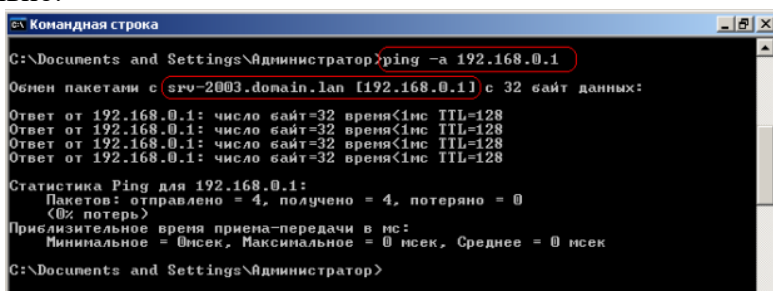 Командная строка
C:\Documents and Settings\Администратор>ping -a 192.168.0.1
Обмен пакетами с srv-2003.domain.lan [192.168.0.1] с 32 байт данных:
Ответ от 192.168.0.1: число байт=32 время<1мс TTL=128
Ответ от 192.168.0.1: число байт=32 время<1мс TTL=128
Ответ от 192.168.0.1: число байт=32 время<1мс TTL=128
Ответ от 192.168.0.1: число байт=32 время<1мс TTL=128
Статистика Ping для 192.168.0.1:
Пакетов: отправлено = 4, получено = 4, потеряно = 0
(0% потерь)
Приблизительное время приема-передачи в мс:
Минимальное = 0мсек, Максимальное = 0 мсек, Среднее = 0 мсек
C:\Documents and Settings\Администратор>